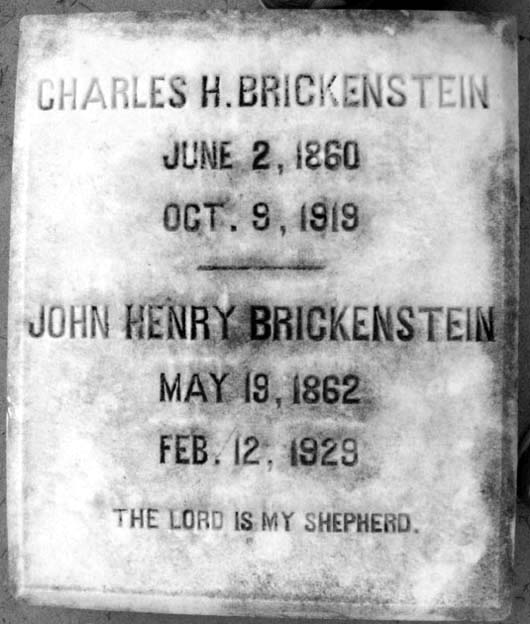 CHARLES H. BRICKENSTEIN
JUNE 2, 1860
OCT. 9, 1919
JOHN HENRY BRICKENSTEIN
MAY 19, 1862
FEB. 12, 1929
THE LORD IS MY SHEPHERD.